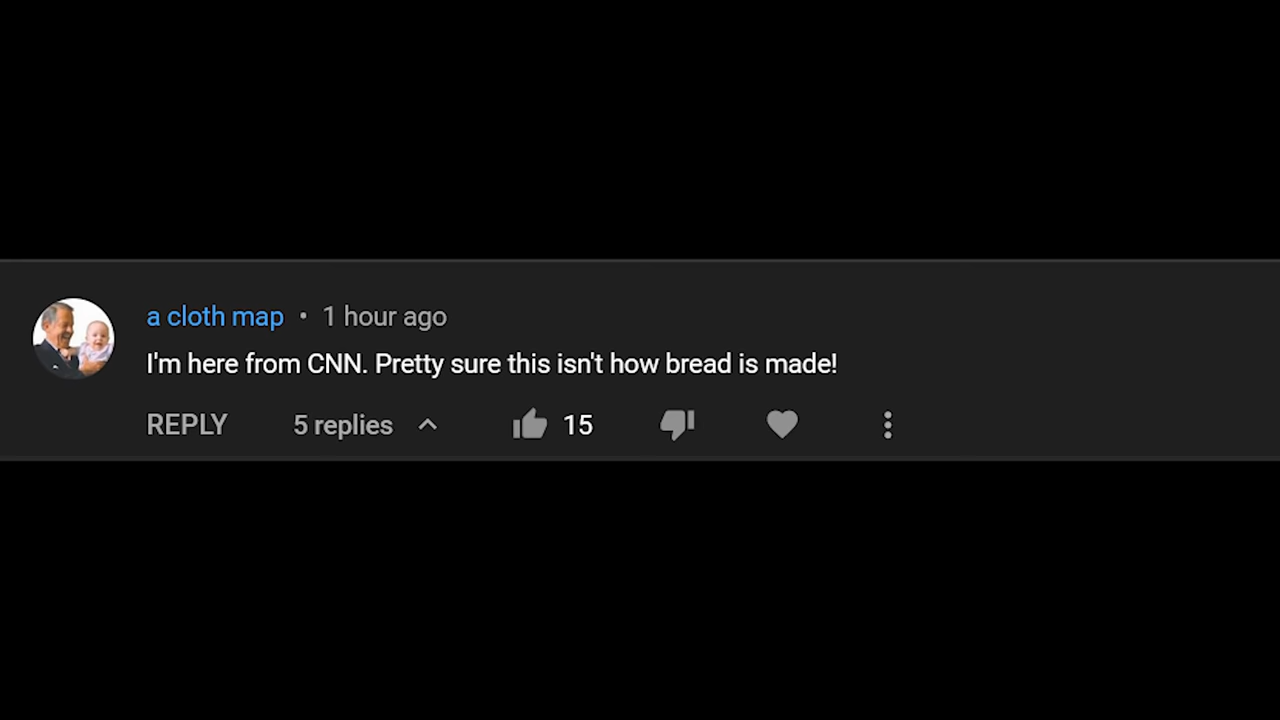 a cloth map • 1 hour ago
I'm here from CNN. Pretty sure this isn't how bread is made!
REPLY 5 replies 15